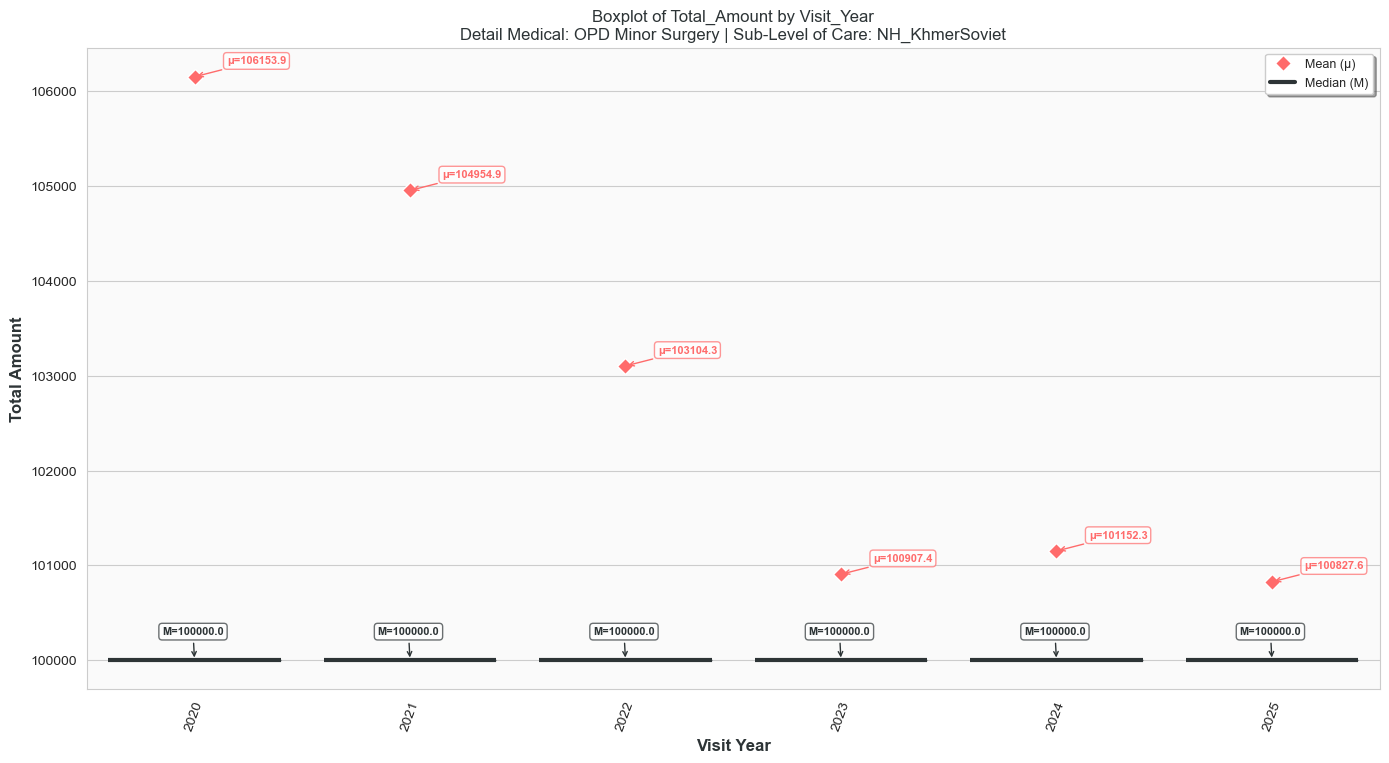 Boxplot of Total_Amount by Visit_Year
Detail Medical: OPD Minor Surgery | Sub-Level of Care: NH_KhmerSoviet
Mean (μ)
Median (M)
μ=106153.9
μ=104954.9
μ=103104.3
μ=100907.4
μ=101152.3
μ=100827.6
M=100000.0
M=100000.0
M=100000.0
M=100000.0
M=100000.0
M=100000.0
Total Amount
106000
105000
104000
103000
102000
101000
100000
2020
2021
2022
2023
2024
2025
Visit Year